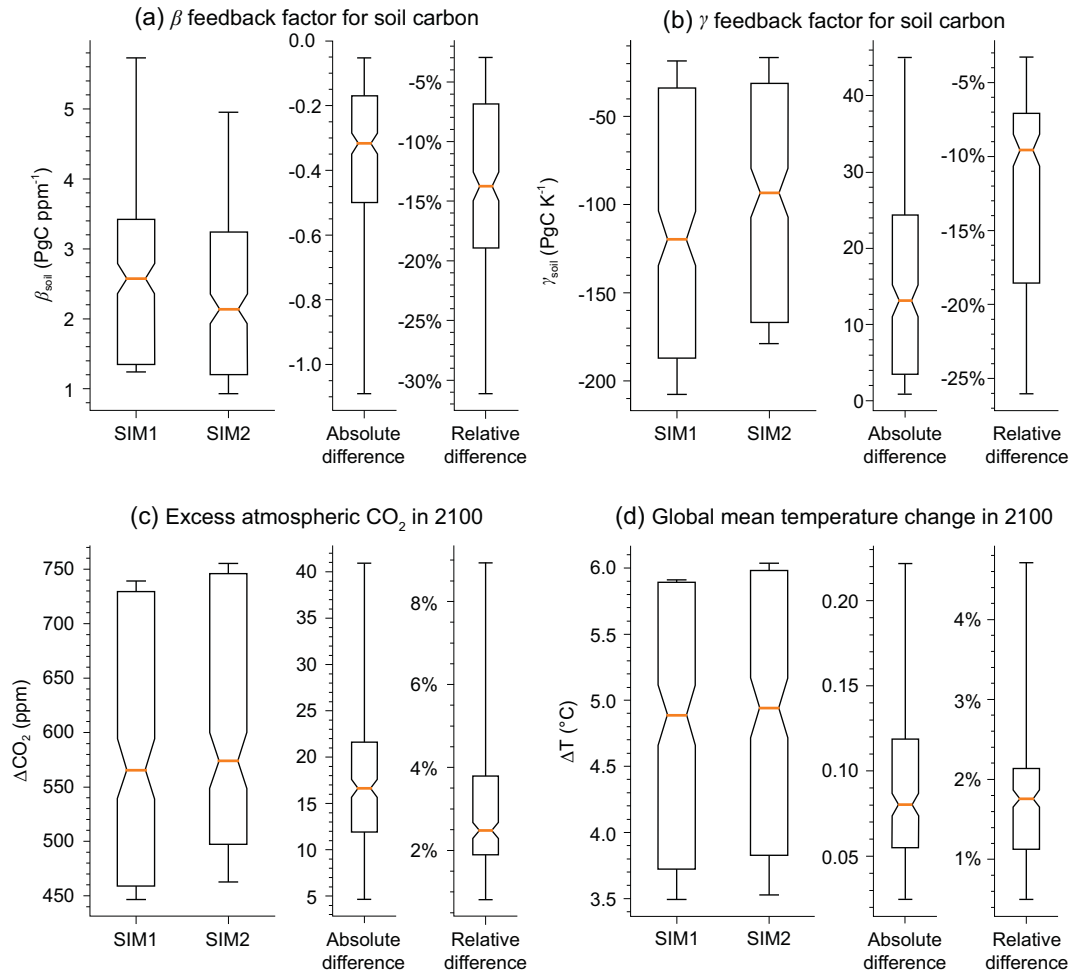 (a) β feedback factor for soil carbon
βsoil (PgC ppm-1)
5
4
3
2
1
0.0
-0.2
-0.4
-0.6
-0.8
-1.0
-5%
-10%
-15%
-20%
-25%
-30%
SIM1
SIM2
Absolute
difference
Relative
difference
(b) γ feedback factor for soil carbon
γsoil (PgC K-1)
-50
-100
-150
-200
40
30
20
10
0
-5%
-10%
-15%
-20%
-25%
SIM1
SIM2
Absolute
difference
Relative
difference
(c) Excess atmospheric CO2 in 2100
ΔCO2 (ppm)
750
700
650
600
550
500
450
40
35
30
25
20
15
10
5
8%
6%
4%
2%
SIM1
SIM2
Absolute
difference
Relative
difference
(d) Global mean temperature change in 2100
ΔT (°C)
6.0
5.5
5.0
4.5
4.0
3.5
0.20
0.15
0.10
0.05
4%
3%
2%
1%
SIM1
SIM2
Absolute
difference
Relative
difference